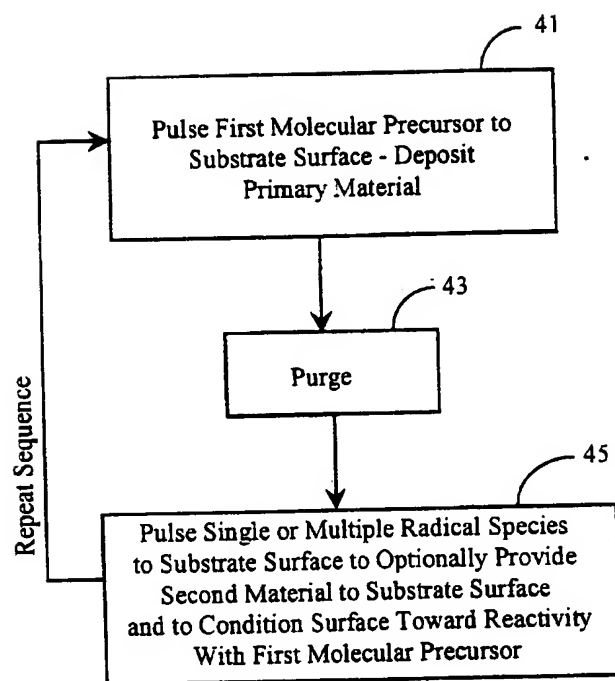 41
Pulse First Molecular Precursor to
Substrate Surface - Deposit
Primary Material
43
Purge
45
Pulse Single or Multiple Radical Species
to Substrate Surface to Optionally Provide
Second Material to Substrate Surface
and to Condition Surface Toward Reactivity
With First Molecular Precursor
Repeat Sequence